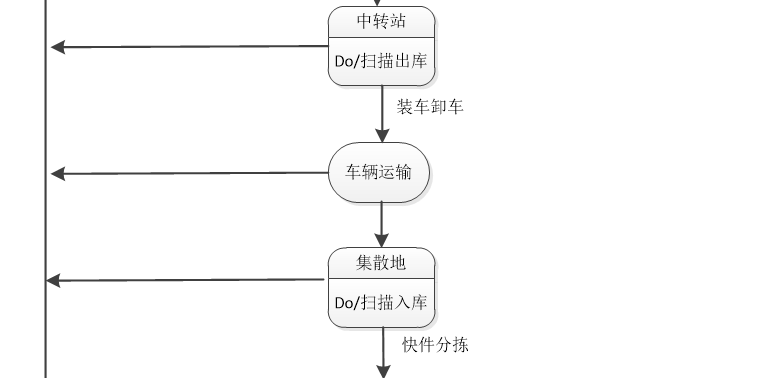 中转站
Do/扫描出库
装车卸车
车辆运输
集散地
Do/扫描入库
快件分拣